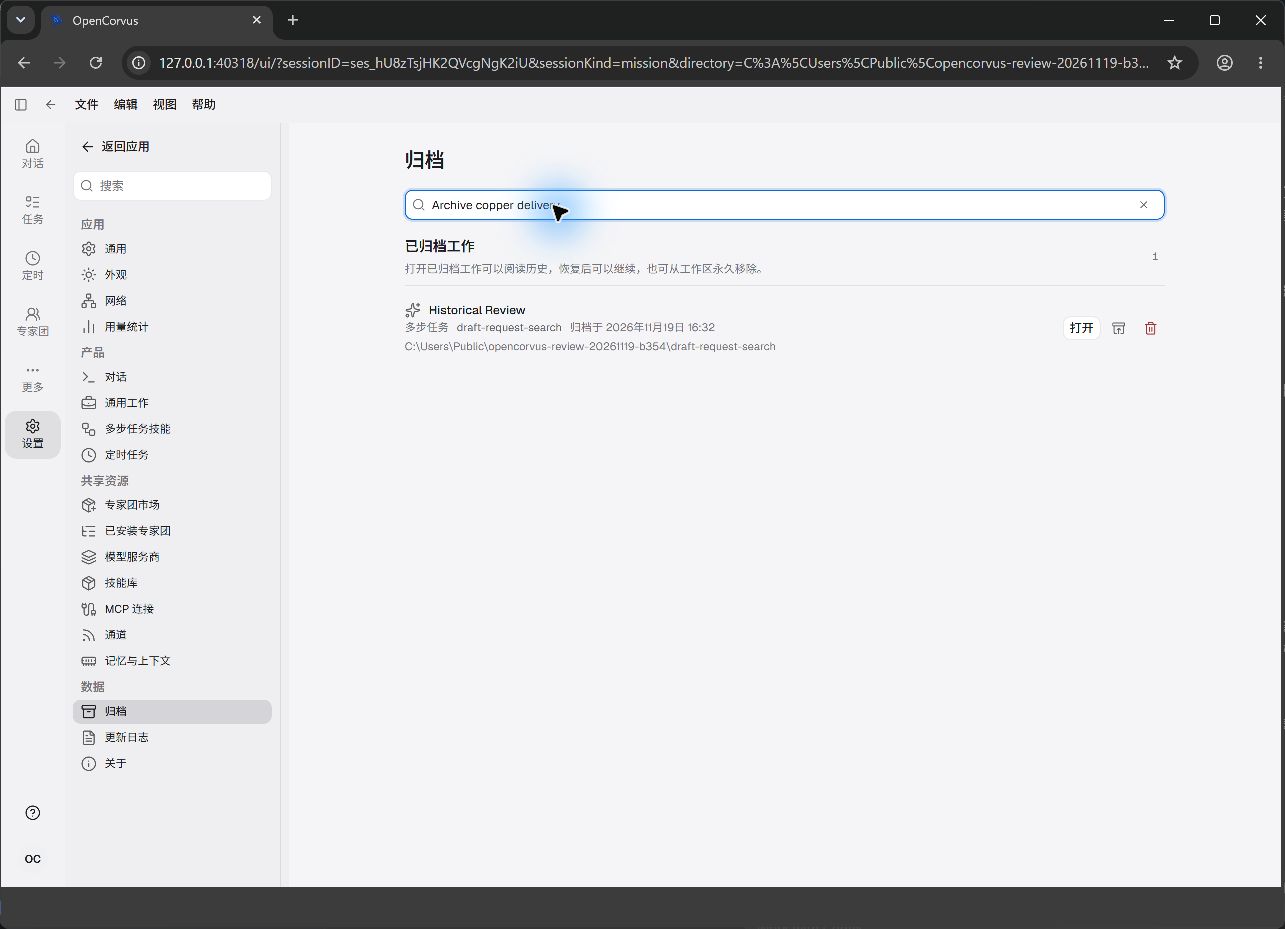 OpenCorvus
127.0.0.1:40318/ui/?sessionID=ses_hU8zTsjHK2QVcgNgK2iU&sessionKind=mission&directory=C%3A%5CUsers%5CPublic%5Copencorvus-review-20261119-b3...
文件 编辑 视图 帮助
对话
任务
定时
专家团
更多
设置
OC
返回应用
搜索
应用
通用
外观
网络
用量统计
产品
对话
通用工作
多步任务技能
定时任务
共享资源
专家团市场
已安装专家团
模型服务商
技能库
MCP 连接
通道
记忆与上下文
数据
归档
更新日志
关于
归档
Archive copper delivery
已归档工作
打开已归档工作可以阅读历史，恢复后可以继续，也可从工作区永久移除。
1
Historical Review
多步任务 draft-request-search 归档于 2026年11月19日 16:32
C:\Users\Public\opencorvus-review-20261119-b354\draft-request-search
打开